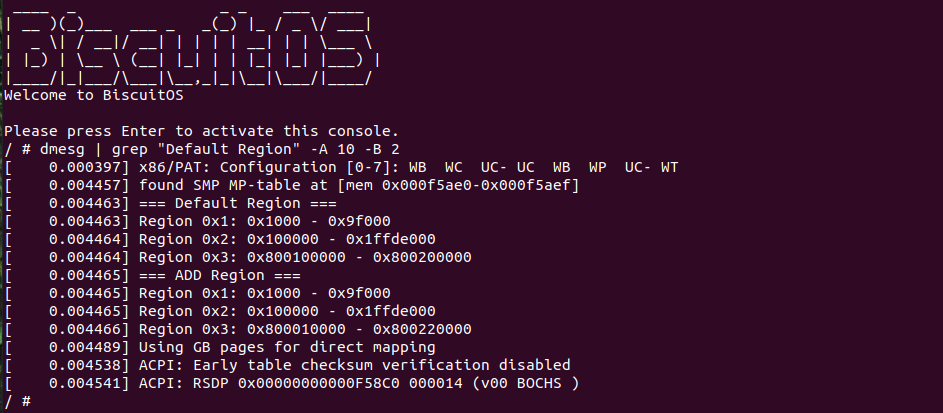 BiscuitOS
Welcome to BiscuitOS
Please press Enter to activate this console.
/ # dmesg | grep "Default Region" -A 10 -B 2
[    0.000397] x86/PAT: Configuration [0-7]: WB  WC  UC- UC  WB  WP  UC- WT
[    0.004457] found SMP MP-table at [mem 0x000f5ae0-0x000f5aef]
[    0.004463] === Default Region ===
[    0.004463] Region 0x1: 0x1000 - 0x9f000
[    0.004464] Region 0x2: 0x100000 - 0x1ffde000
[    0.004464] Region 0x3: 0x800100000 - 0x800200000
[    0.004465] === ADD Region ===
[    0.004465] Region 0x1: 0x1000 - 0x9f000
[    0.004465] Region 0x2: 0x100000 - 0x1ffde000
[    0.004466] Region 0x3: 0x800010000 - 0x800220000
[    0.004489] Using GB pages for direct mapping
[    0.004538] ACPI: Early table checksum verification disabled
[    0.004541] ACPI: RSDP 0x00000000000F58C0 000014 (v00 BOCHS )
/ #